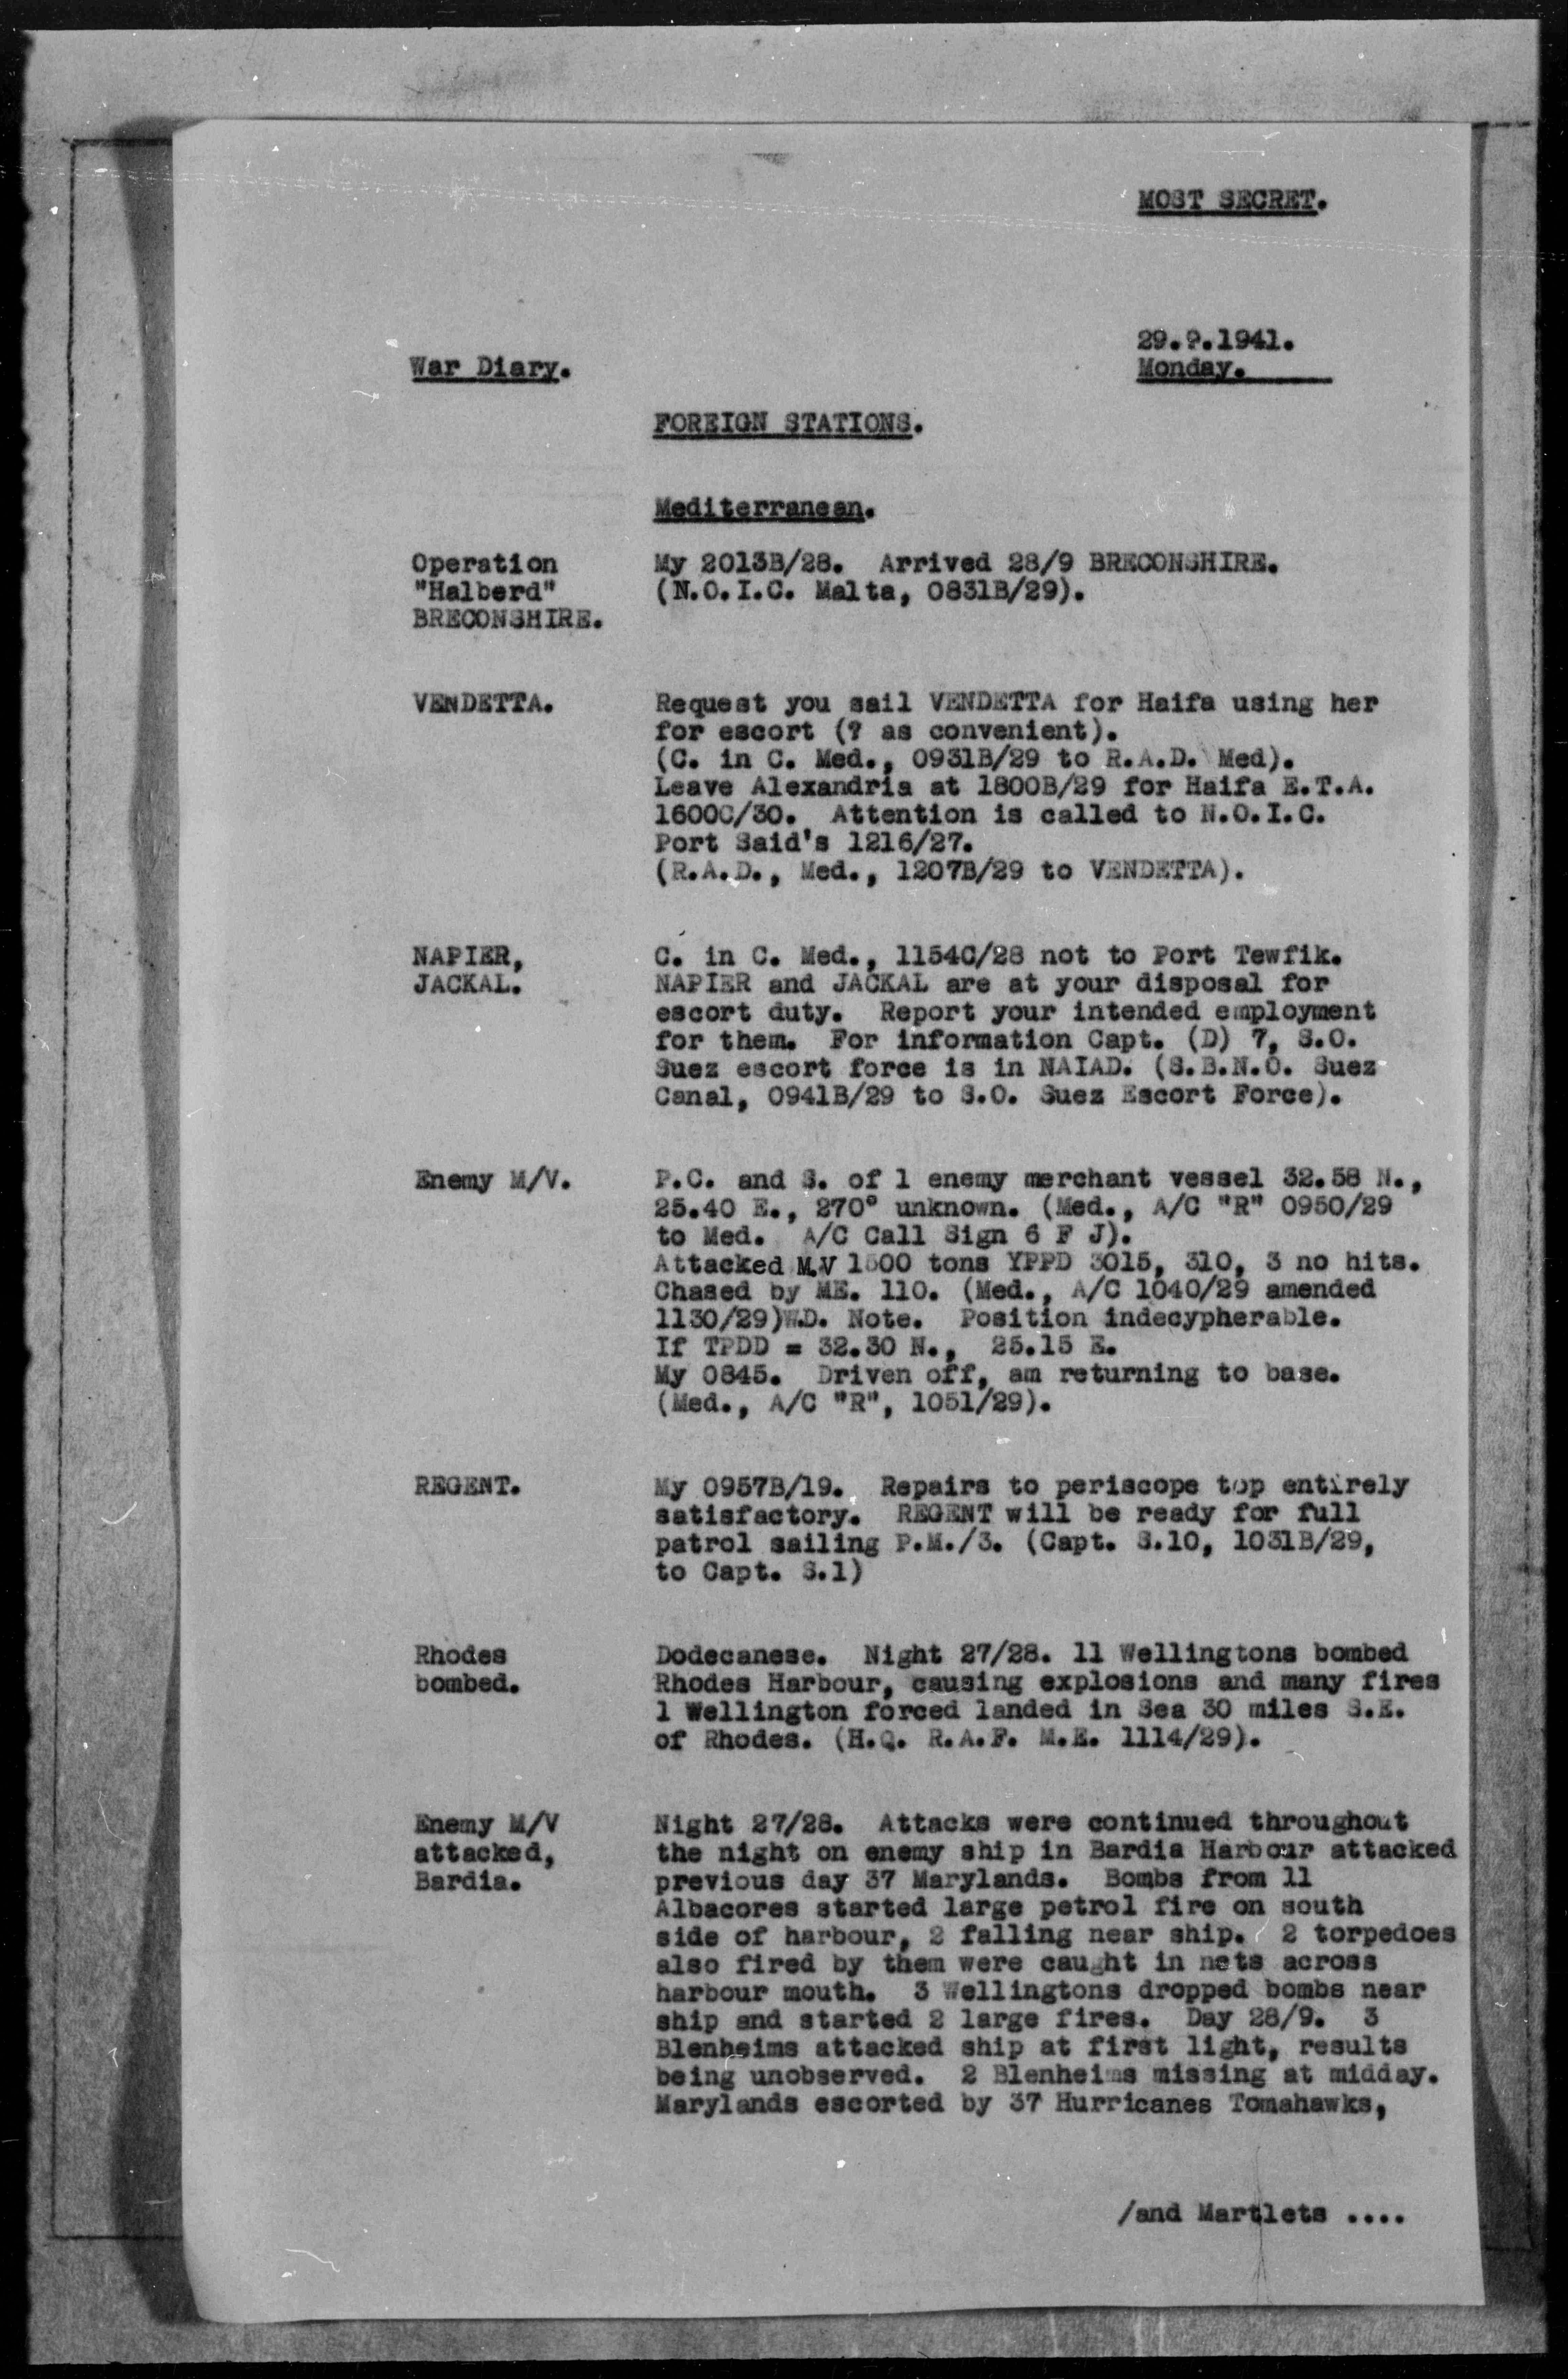 MOST SECRET.
29.9.1941.
War Diary.
Monday.
FOREIGN STATIONS.
Mediterranean.
Operation
"Halberd"
BRECONSHIRE.
My 2013B/28. Arrived 28/9 BRECONSHIRE.
(N.O.I.C. Malta, 0831B/29).
VENDETTA.
Request you sail VENDETTA for Haifa using her
for escort (? as convenient).
(C. in C. Med., 0931B/29 to R.A.D. Med).
Leave Alexandria at 1800B/29 for Haifa E.T.A.
1600C/30. Attention is called to N.O.I.C.
Port Said's 1216/27.
(R.A.D., Med., 1207B/29 to VENDETTA).
NAPIER,
JACKAL.
C. in C. Med., 1154C/28 not to Port Tewfik.
NAPIER and JACKAL are at your disposal for
escort duty. Report your intended employment
for them. For information Capt. (D) 7, S.O.
Suez escort force is in NAIAD. (S.B.N.O. Suez
Canal, 0941B/29 to S.O. Suez Escort Force).
Enemy M/V.
P.C. and S. of 1 enemy merchant vessel 32.58 N.,
25.40 E., 270° unknown. (Med., A/C "R" 0950/29
to Med. A/C Call Sign 6 F J).
Attacked M.V 1500 tons YPPD 3015, 310, 3 no hits.
Chased by ME. 110. (Med., A/C 1040/29 amended
1130/29)W.D. Note. Position indecypherable.
If TPDD = 32.30 N., 25.15 E.
My 0845. Driven off, am returning to base.
(Med., A/C "R", 1051/29).
REGENT.
My 0957B/19. Repairs to periscope top entirely
satisfactory. REGENT will be ready for full
patrol sailing P.M./3. (Capt. S.10, 1031B/29,
to Capt. S.1)
Rhodes
bombed.
Dodecanese. Night 27/28. 11 Wellingtons bombed
Rhodes Harbour, causing explosions and many fires
1 Wellington forced landed in Sea 30 miles S.E.
of Rhodes. (H.Q. R.A.F. M.E. 1114/29).
Enemy M/V
attacked,
Bardia.
Night 27/28. Attacks were continued throughout
the night on enemy ship in Bardia Harbour attacked
previous day 37 Marylands. Bombs from 11
Albacores started large petrol fire on south
side of harbour, 2 falling near ship. 2 torpedoes
also fired by them were caught in nets across
harbour mouth. 3 Wellingtons dropped bombs near
ship and started 2 large fires. Day 28/9. 3
Blenheims attacked ship at first light, results
being unobserved. 2 Blenheims missing at midday.
Marylands escorted by 37 Hurricanes Tomahawks,
/and Martlets ....